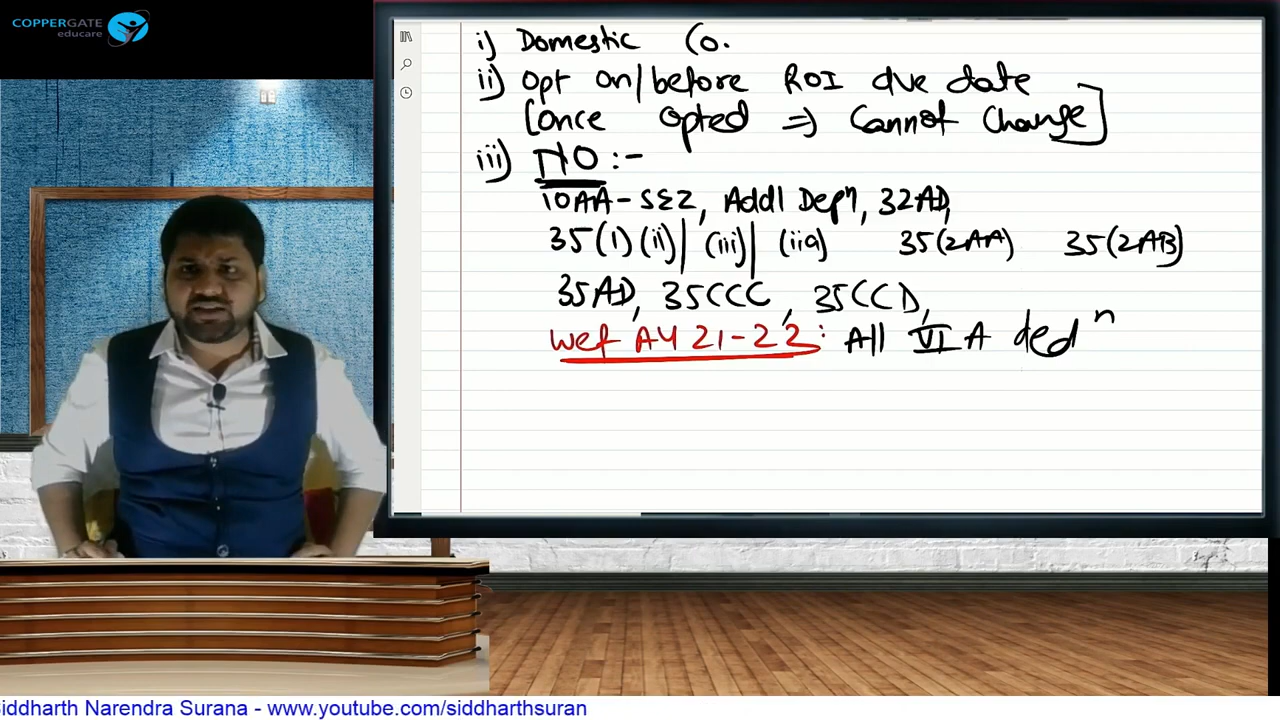 COPPERGATE
educare
i) Domestic Co.
ii) Opt on/before ROI due date
[Once opted => Cannot Change]
iii) NO :-
10AA - SEZ, Addl Depn, 32AD,
35(1)(ii) | (iii) | (iia) 35(2AA) 35(2AB)
35AD, 35CCC, 35CCD,
wef AY 21-22: All VIA dedn
Siddharth Narendra Surana - www.youtube.com/siddharthsuran